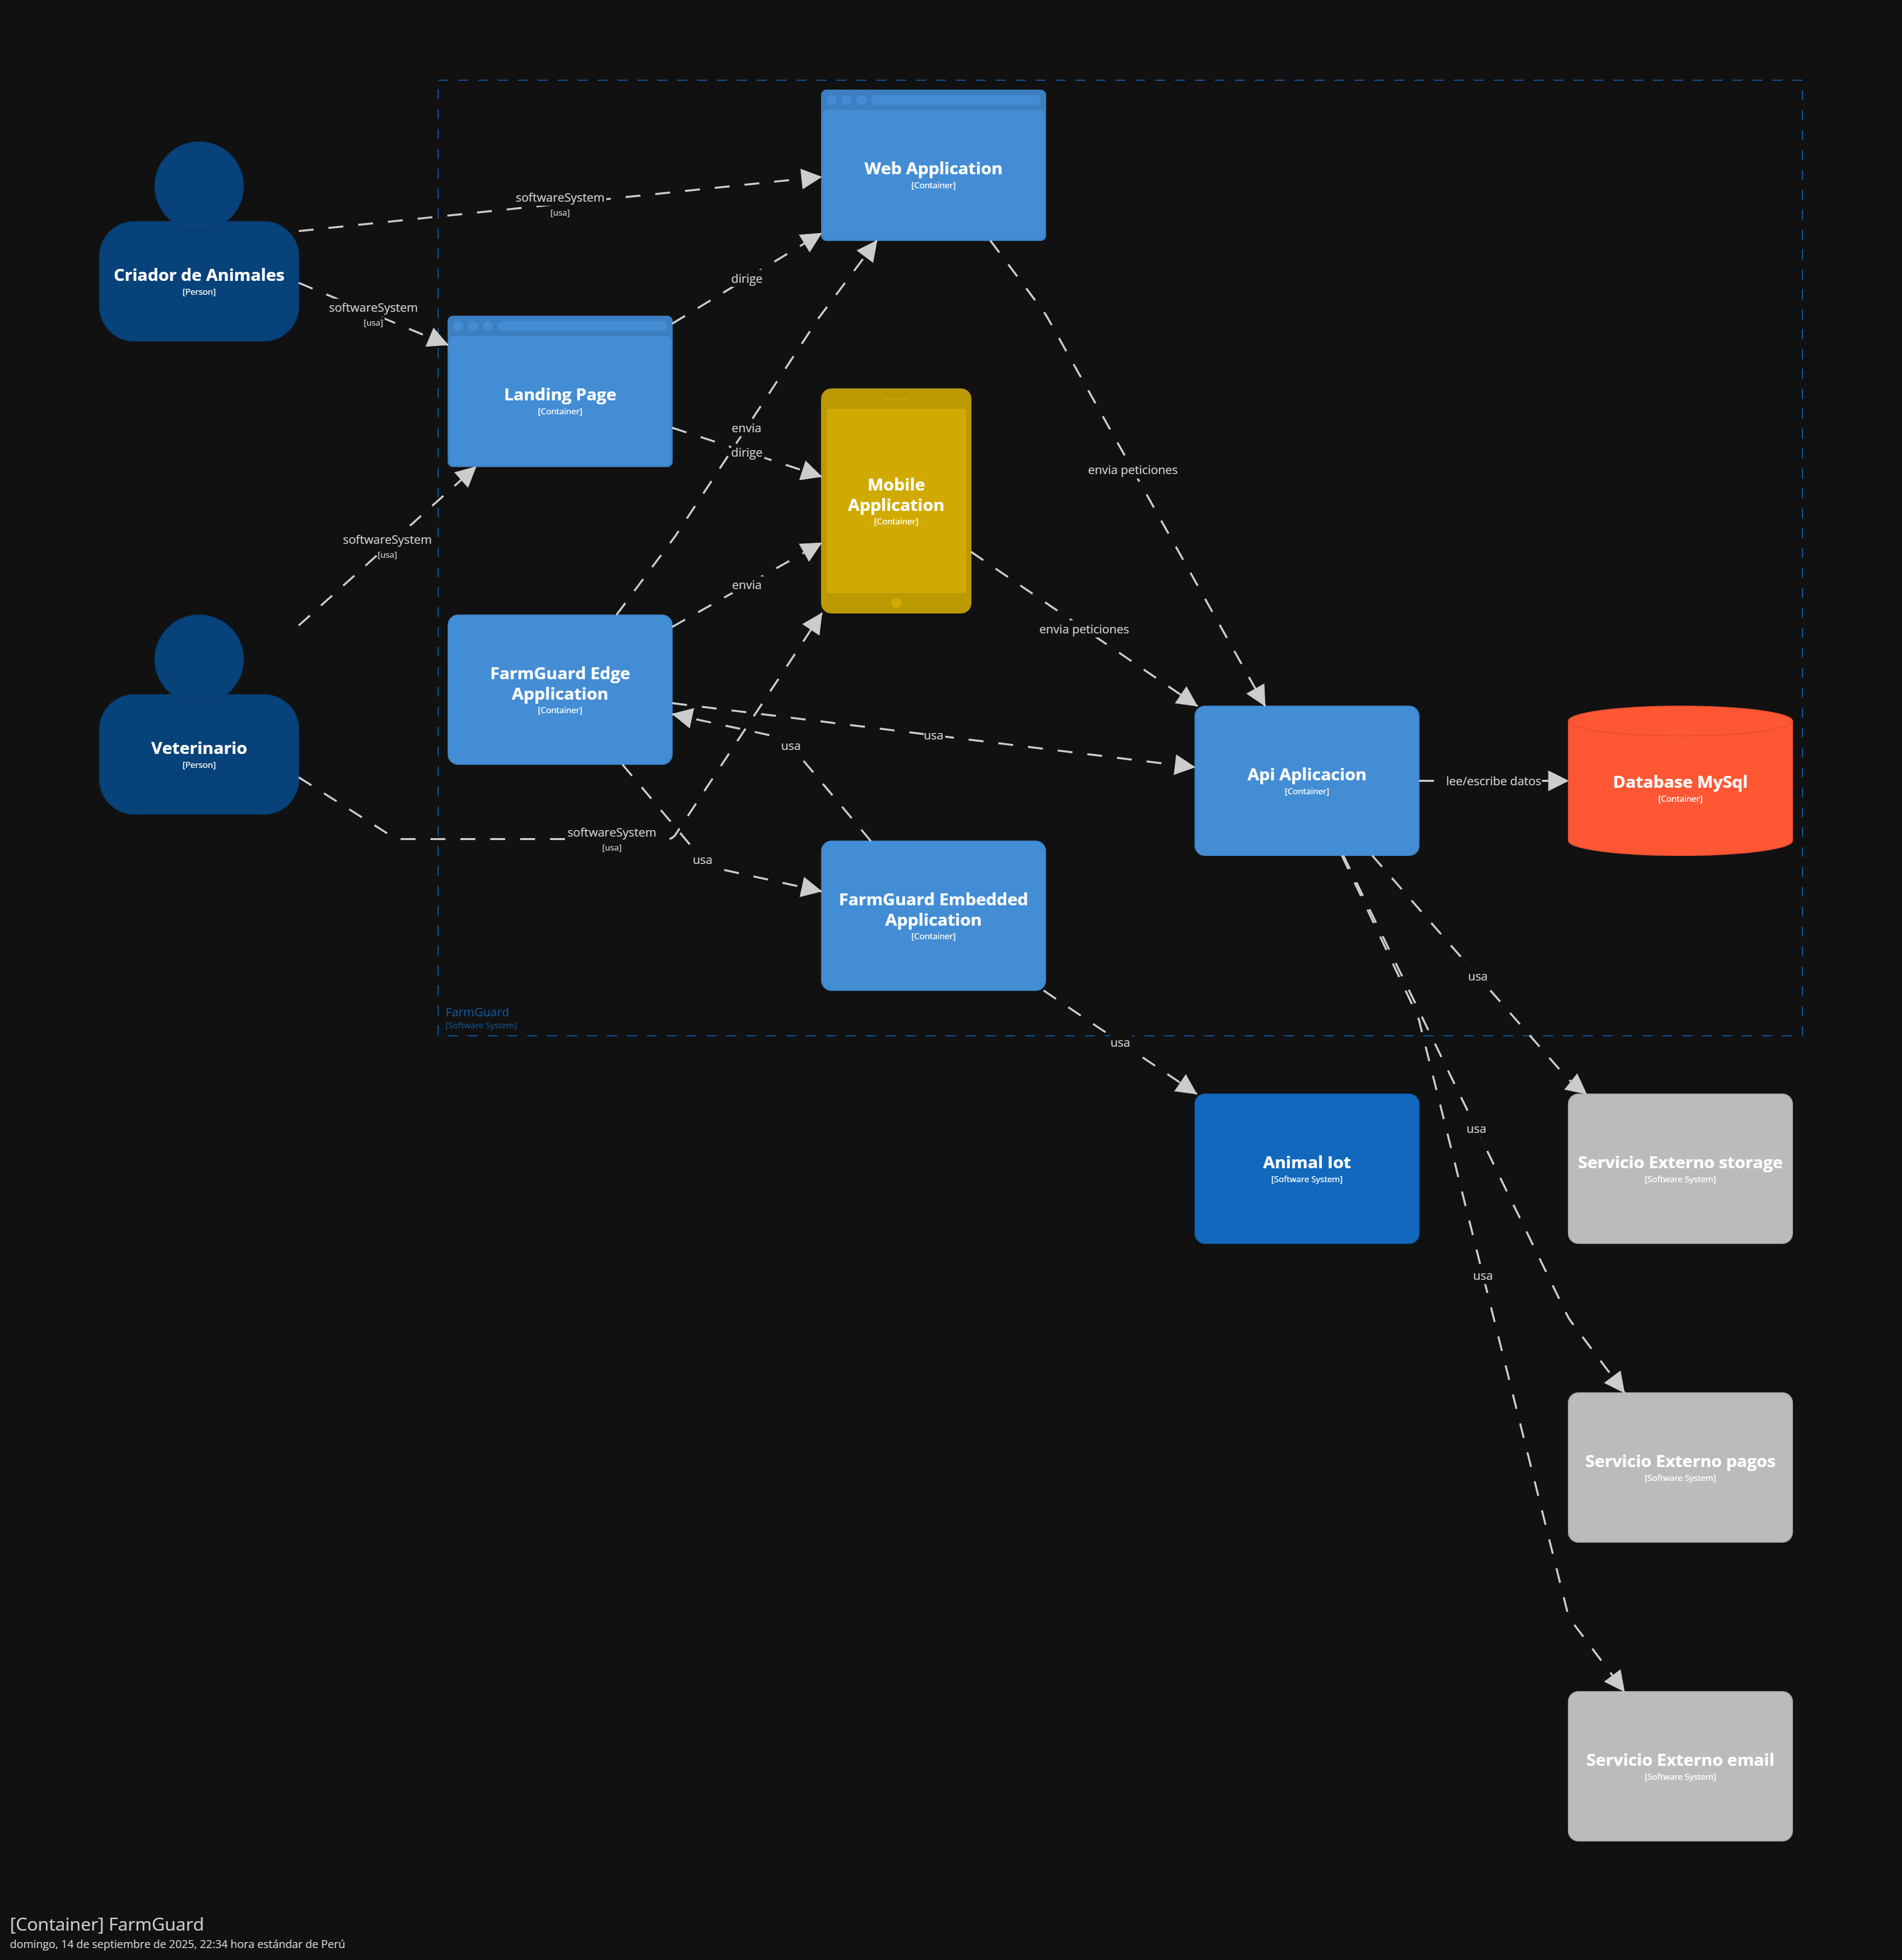 Web Application
[Container]
softwareSystem
[usa]
Criador de Animales
[Person]
dirige
softwareSystem
[usa]
Landing Page
[Container]
envia
dirige
envia peticiones
Mobile
Application
[Container]
softwareSystem
[usa]
envia
envia peticiones
FarmGuard Edge
Application
[Container]
Veterinario
[Person]
usa
usa
Api Aplicacion
[Container]
lee/escribe datos
Database MySql
[Container]
softwareSystem
[usa]
usa
FarmGuard Embedded
Application
[Container]
usa
FarmGuard
[Software System]
usa
usa
Animal Iot
[Software System]
Servicio Externo storage
[Software System]
usa
Servicio Externo pagos
[Software System]
Servicio Externo email
[Software System]
[Container] FarmGuard
domingo, 14 de septiembre de 2025, 22:34 hora estándar de Perú